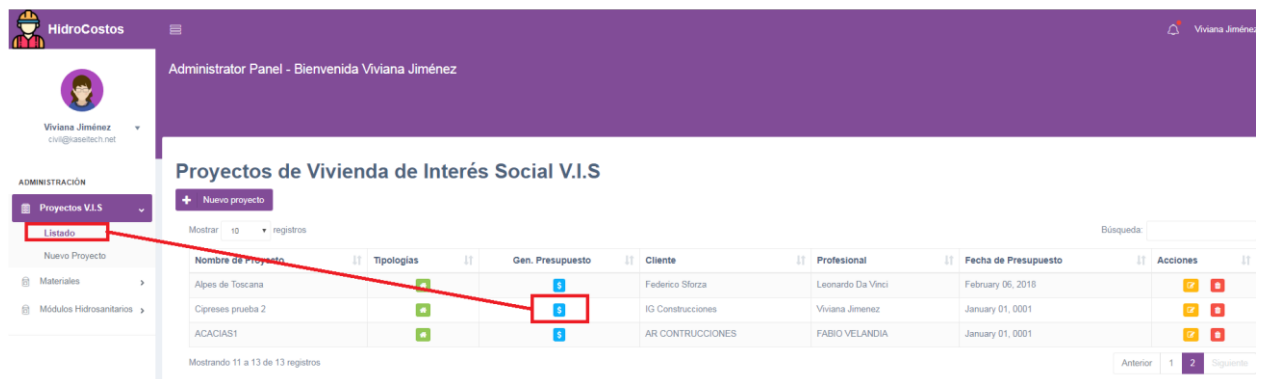 HidroCostos
Viviana Jiménez
Administrator Panel - Bienvenida Viviana Jiménez
Viviana Jiménez
civil@kaseitech.net
ADMINISTRACIÓN
Proyectos V.I.S
Listado
Nuevo Proyecto
Materiales
Módulos Hidrosanitarios
Proyectos de Vivienda de Interés Social V.I.S
+ Nuevo proyecto
Mostrar 10 registros
Búsqueda:
Nombre de Proyecto Tipologías Gen. Presupuesto Cliente Profesional Fecha de Presupuesto Acciones
Alpes de Toscana $ Federico Sforza Leonardo Da Vinci February 06, 2018
Cipreses prueba 2 $ IG Construcciones Viviana Jimenez January 01, 0001
ACACIAS1 $ AR CONTRUCCIONES FABIO VELANDIA January 01, 0001
Mostrando 11 a 13 de 13 registros
Anterior 1 2 Siguiente